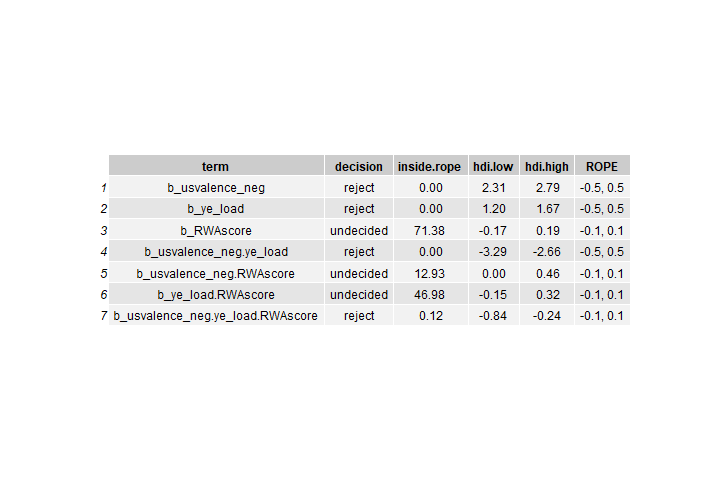 term decision inside.rope hdi.low hdi.high ROPE
1 b_usvalence_neg reject 0.00 2.31 2.79 -0.5, 0.5
2 b_ye_load reject 0.00 1.20 1.67 -0.5, 0.5
3 b_RWAscore undecided 71.38 -0.17 0.19 -0.1, 0.1
4 b_usvalence_neg.ye_load reject 0.00 -3.29 -2.66 -0.5, 0.5
5 b_usvalence_neg.RWAscore undecided 12.93 0.00 0.46 -0.1, 0.1
6 b_ye_load.RWAscore undecided 46.98 -0.15 0.32 -0.1, 0.1
7 b_usvalence_neg.ye_load.RWAscore reject 0.12 -0.84 -0.24 -0.1, 0.1